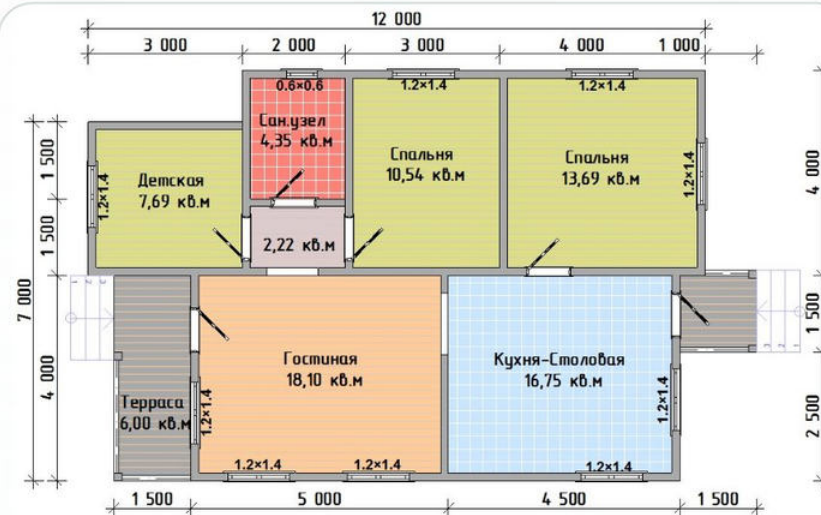 12 000
3 000
2 000
3 000
4 000
1 000
0.6×0.6
1.2×1.4
1.2×1.4
Сан.узел
4,35 кв.м
Спальня
10,54 кв.м
Спальня
13,69 кв.м
1.2×1.4
Детская
7,69 кв.м
1.2×1.4
2,22 кв.м
1 500
1 500
7 000
4 000
4 000
1 500
2 500
Гостиная
18,10 кв.м
Кухня-Столовая
16,75 кв.м
Терраса
6,00 кв.м
1.2×1.4
1.2×1.4
1.2×1.4
1.2×1.4
1.2×1.4
1 500
5 000
4 500
1 500